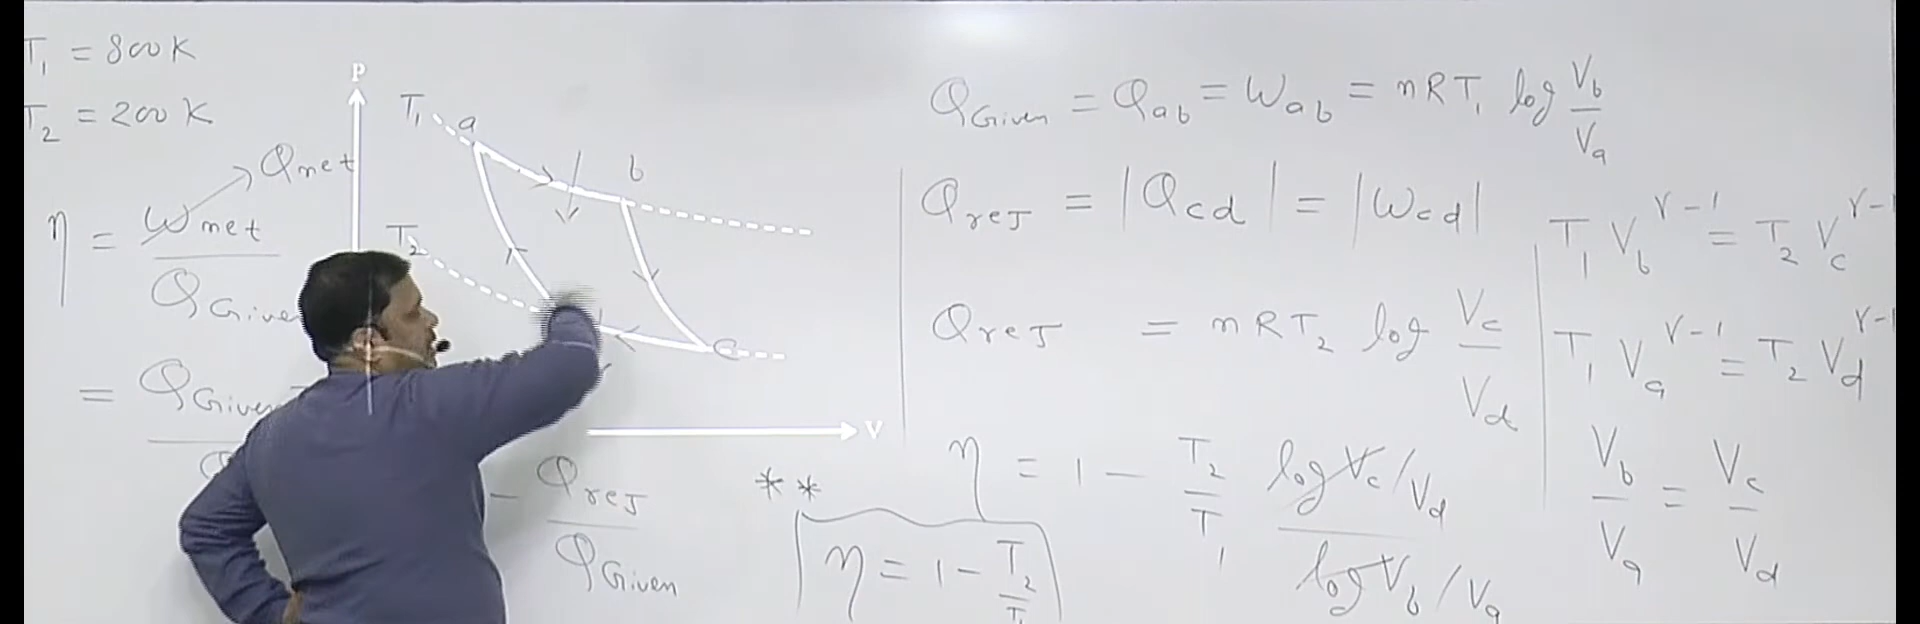 T₁ = 800 K
T₂ = 200 K
η = Wnet / QGiven
Qnet
= QGiven
- Qrej / QGiven
P
T₁ a
b
T₂
c
V
**
η = 1 - T₂/T₁
QGiven = Qab = Wab = nRT₁ log Vb/Va
Qrej = |Qcd| = |Wcd|
Qrej = nRT₂ log Vc/Vd
η = 1 - T₂/T₁ log Vc/Vd / log Vb/Va
T₁ Vb^γ-1 = T₂ Vc^γ-1
T₁ Va^γ-1 = T₂ Vd^γ-1
Vb/Va = Vc/Vd